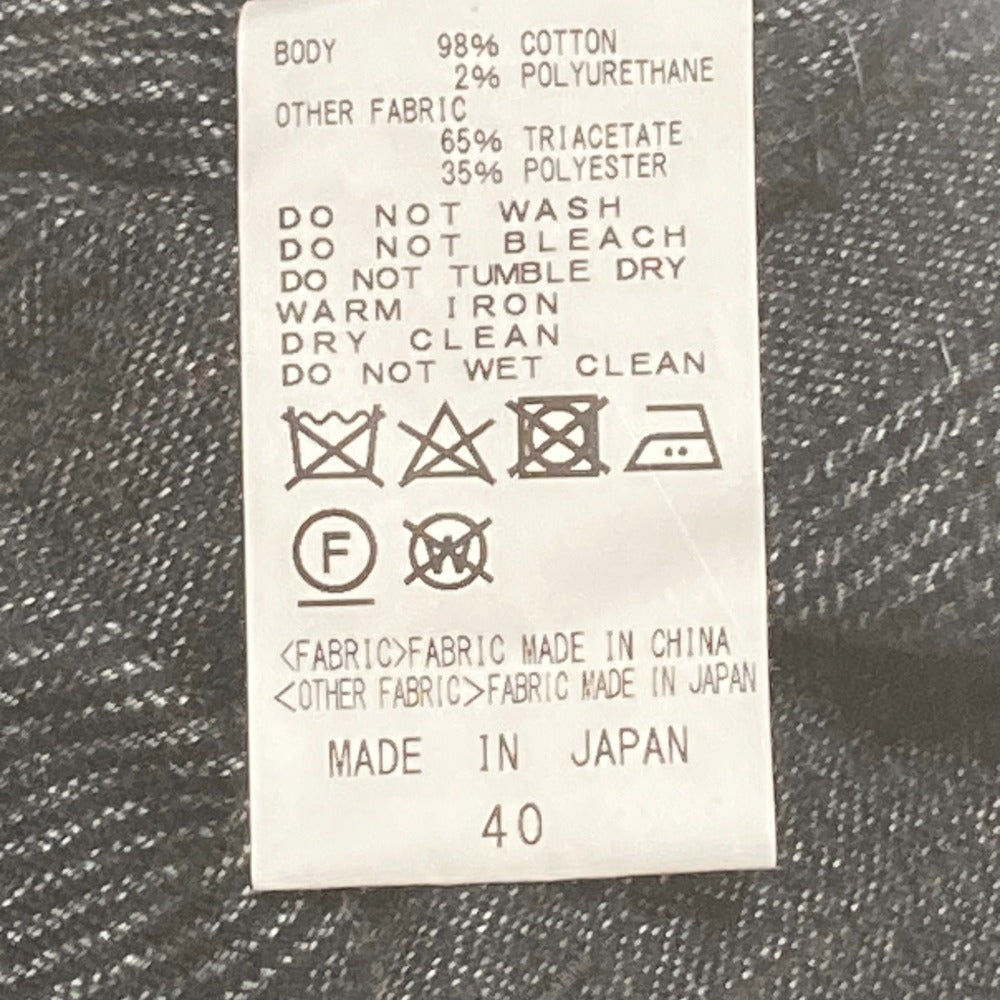 BODY 98% COTTON
2% POLYURETHANE
OTHER FABRIC
65% TRIACETATE
35% POLYESTER
DO NOT WASH
DO NOT BLEACH
DO NOT TUMBLE DRY
WARM IRON
DRY CLEAN
DO NOT WET CLEAN
F W
<FABRIC>FABRIC MADE IN CHINA
<OTHER FABRIC>FABRIC MADE IN JAPAN
MADE IN JAPAN
40